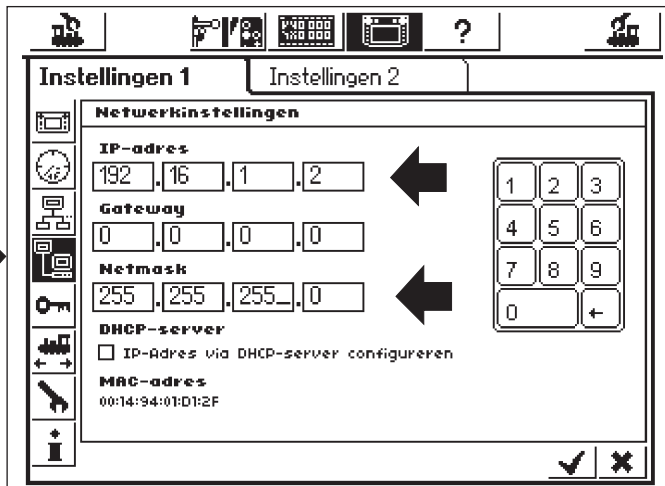 ?
Instellingen 1
Instellingen 2
Netwerkinstellingen
IP-adres
192 . 16 . 1 . 2
Gateway
0 . 0 . 0 . 0
Netmask
255 . 255 . 255_ . 0
DHCP-server
IP-Adres via DHCP-server configureren
MAC-adres
00:14:94:01:D1:2F
1 2 3
4 5 6
7 8 9
0 ←